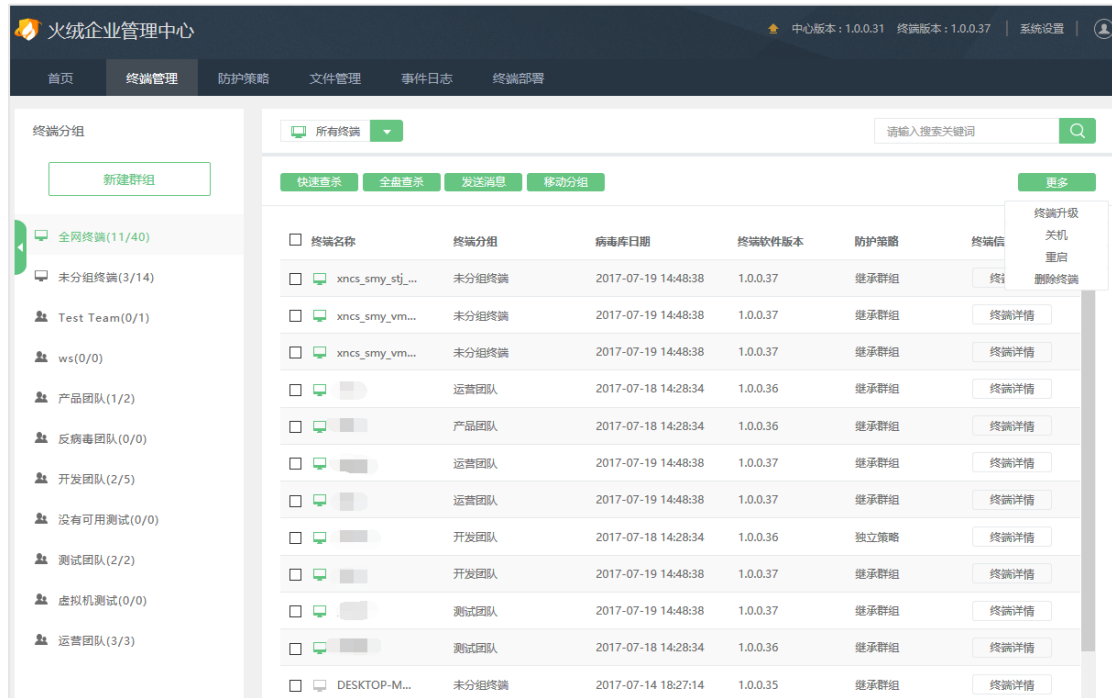 火绒企业管理中心
中心版本：1.0.0.31 终端版本：1.0.0.37 系统设置
首页 终端管理 防护策略 文件管理 事件日志 终端部署
终端分组
新建群组
全网终端(11/40)
未分组终端(3/14)
Test Team(0/1)
ws(0/0)
产品团队(1/2)
反病毒团队(0/0)
开发团队(2/5)
没有可用测试(0/0)
测试团队(2/2)
虚拟机测试(0/0)
运营团队(3/3)
所有终端 请输入搜索关键词
快速查杀 全盘查杀 发送消息 移动分组 更多
终端升级
关机
重启
删除终端
终端名称 终端分组 病毒库日期 终端软件版本 防护策略 终端信
xncs_smy_stj_... 未分组终端 2017-07-19 14:48:38 1.0.0.37 继承群组
xncs_smy_vm... 未分组终端 2017-07-19 14:48:38 1.0.0.37 继承群组 终端详情
xncs_smy_vm... 未分组终端 2017-07-19 14:48:38 1.0.0.37 继承群组 终端详情
运营团队 2017-07-18 14:28:34 1.0.0.36 继承群组 终端详情
产品团队 2017-07-18 14:28:34 1.0.0.36 继承群组 终端详情
运营团队 2017-07-19 14:48:38 1.0.0.37 继承群组 终端详情
运营团队 2017-07-19 14:48:38 1.0.0.37 继承群组 终端详情
开发团队 2017-07-18 14:28:34 1.0.0.36 独立策略 终端详情
开发团队 2017-07-19 14:48:38 1.0.0.37 继承群组 终端详情
测试团队 2017-07-19 14:48:38 1.0.0.37 继承群组 终端详情
测试团队 2017-07-18 14:28:34 1.0.0.36 继承群组 终端详情
DESKTOP-M... 未分组终端 2017-07-14 18:27:14 1.0.0.35 继承群组 终端详情